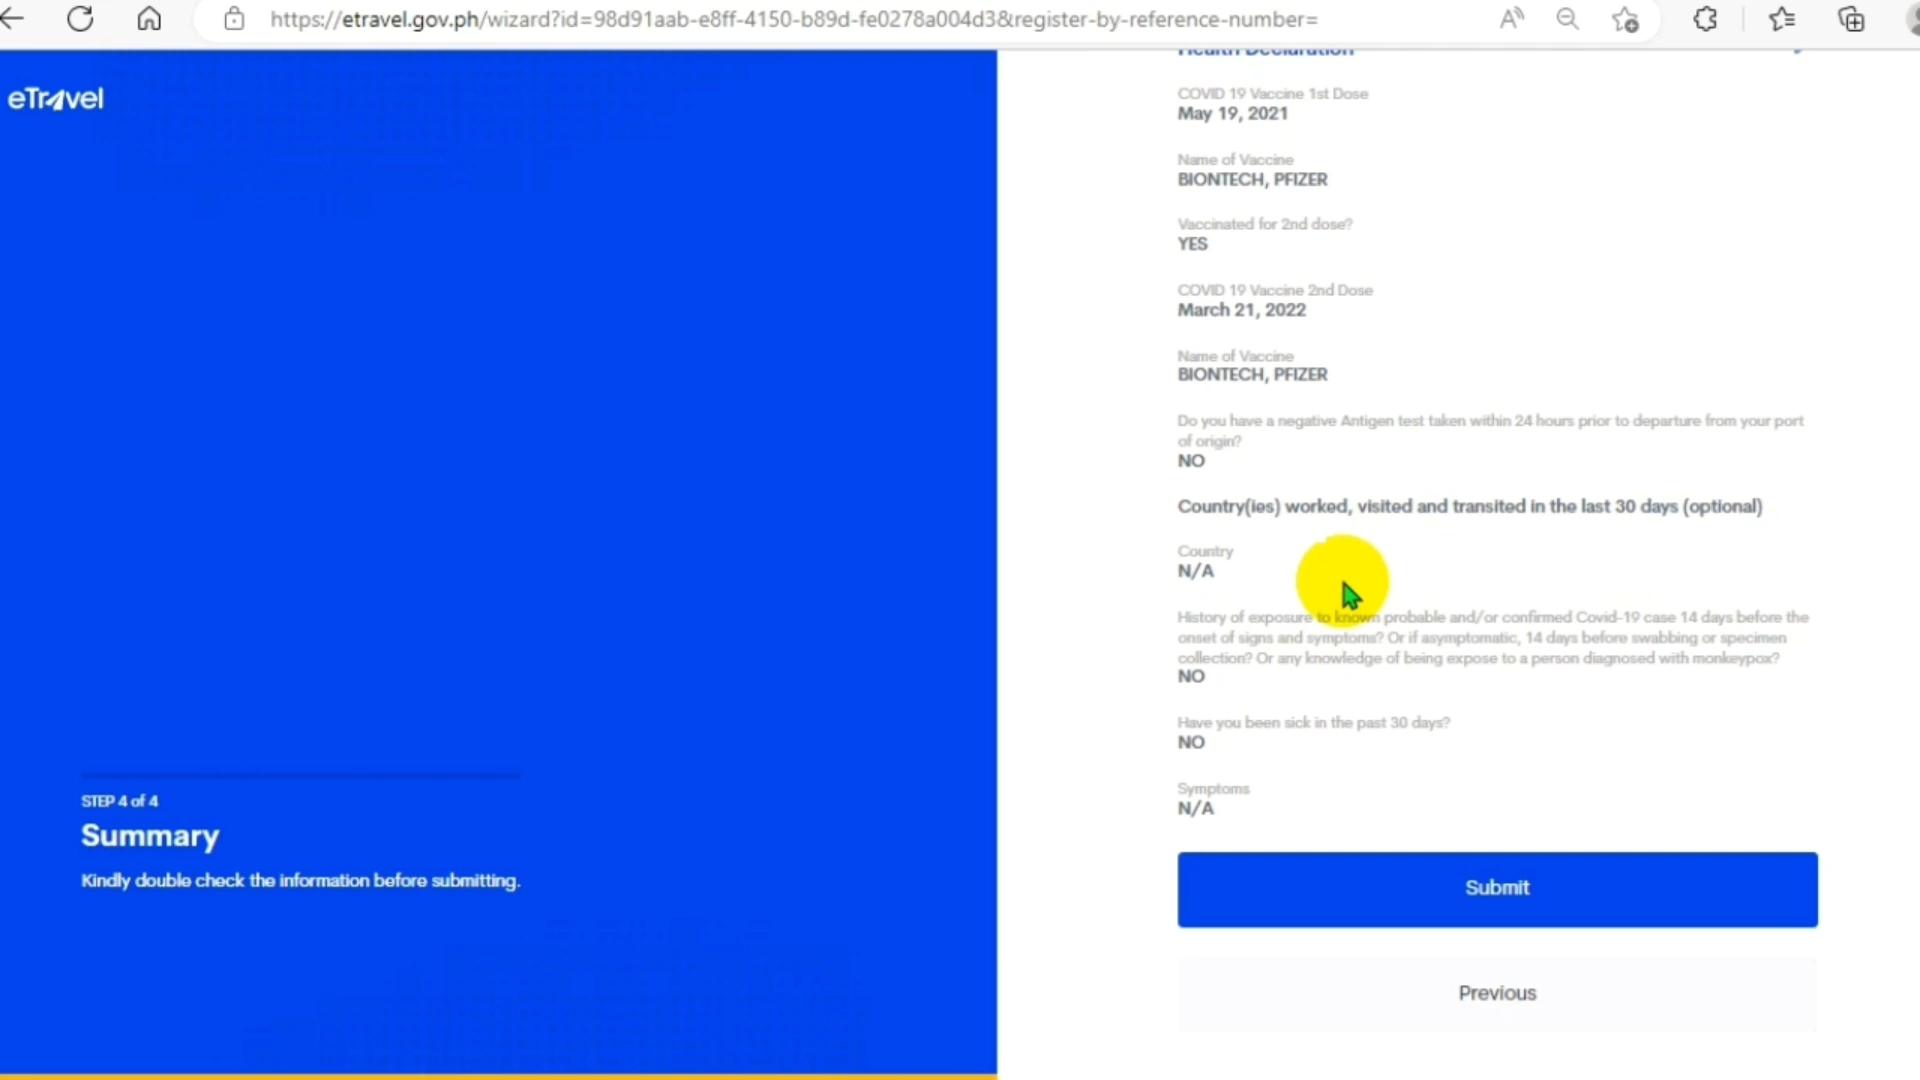 https://etravel.gov.ph/wizard?id=98d91aab-e8ff-4150-b89d-fe0278a004d3&register-by-reference-number=
eTravel
Health Declaration
COVID 19 Vaccine 1st Dose
May 19, 2021
Name of Vaccine
BIONTECH, PFIZER
Vaccinated for 2nd dose?
YES
COVID 19 Vaccine 2nd Dose
March 21, 2022
Name of Vaccine
BIONTECH, PFIZER
Do you have a negative Antigen test taken within 24 hours prior to departure from your port
of origin?
NO
Country(ies) worked, visited and transited in the last 30 days (optional)
Country
N/A
History of exposure to known probable and/or confirmed Covid-19 case 14 days before the
onset of signs and symptoms? Or if asymptomatic, 14 days before swabbing or specimen
collection? Or any knowledge of being expose to a person diagnosed with monkeypox?
NO
Have you been sick in the past 30 days?
NO
Symptoms
N/A
STEP 4 of 4
Summary
Kindly double check the information before submitting.
Submit
Previous